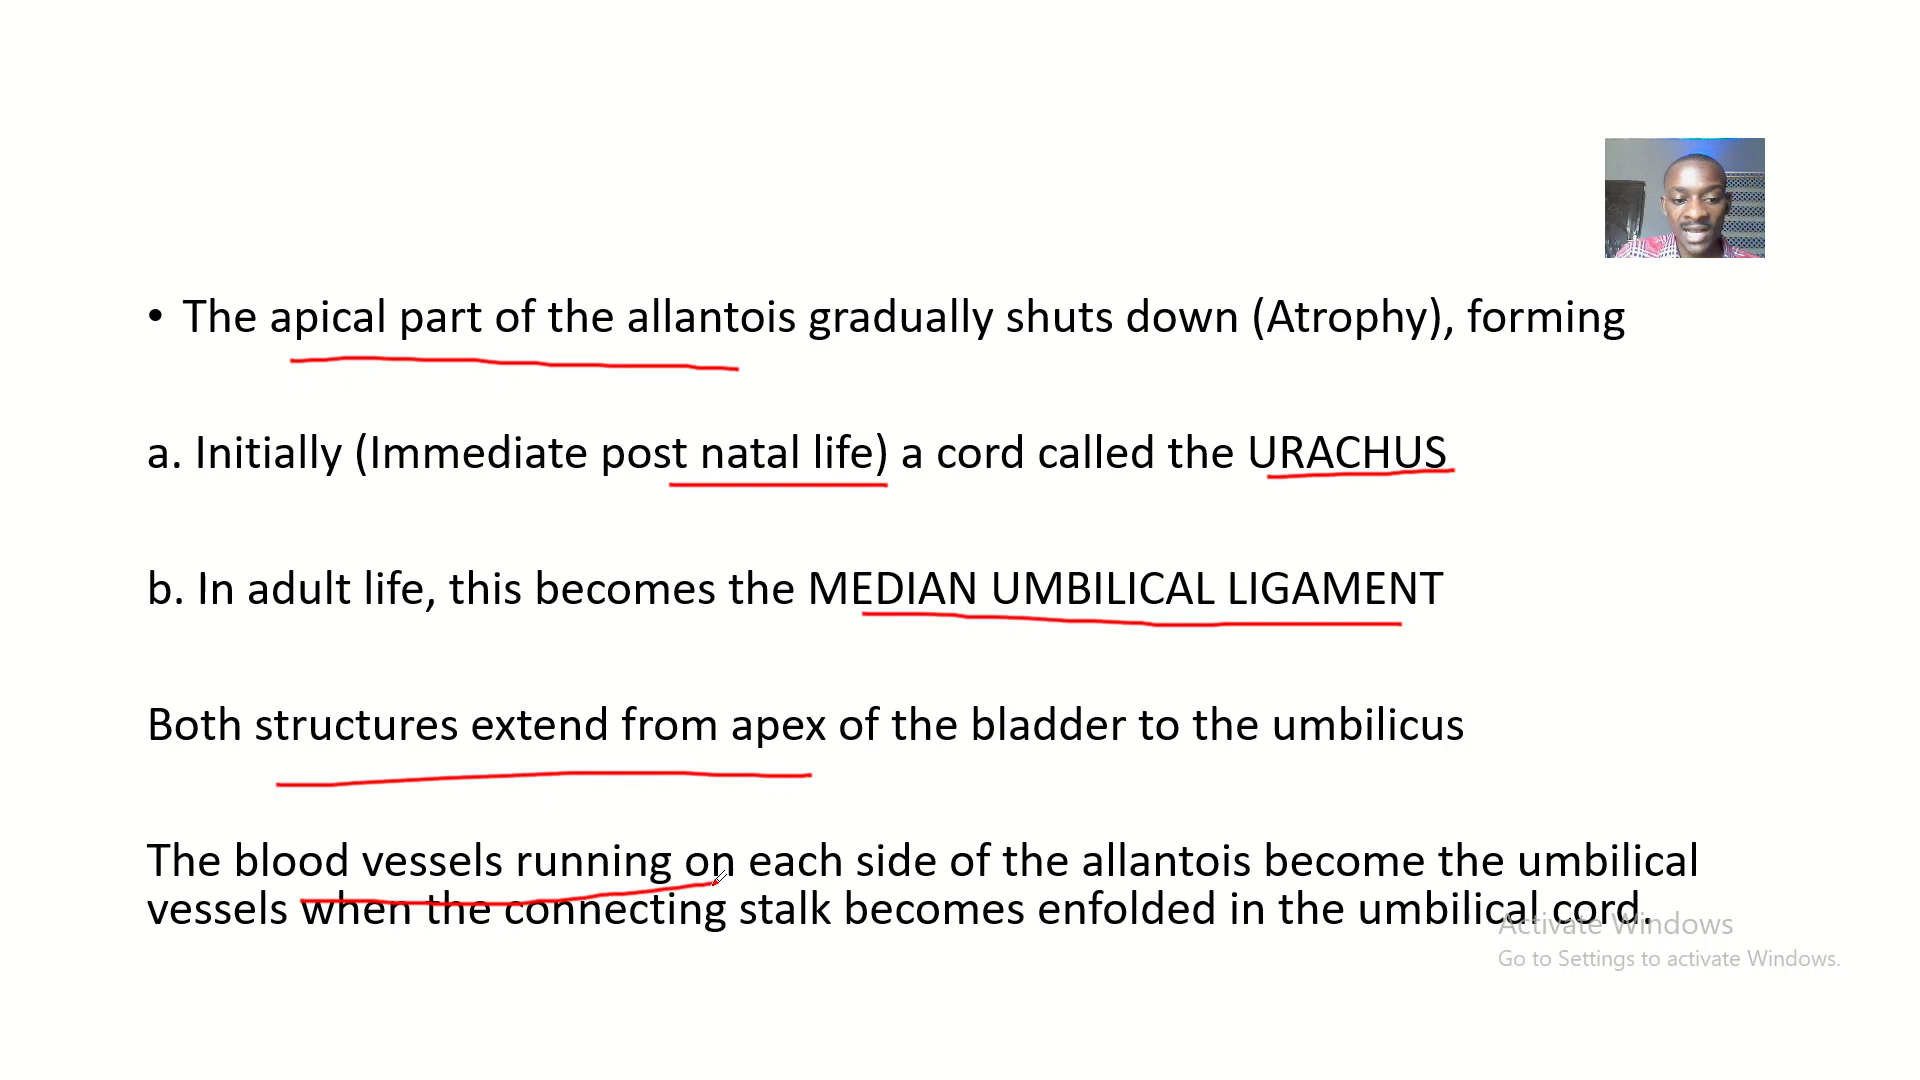 • The apical part of the allantois gradually shuts down (Atrophy), forming
a. Initially (Immediate post natal life) a cord called the URACHUS
b. In adult life, this becomes the MEDIAN UMBILICAL LIGAMENT
Both structures extend from apex of the bladder to the umbilicus
The blood vessels running on each side of the allantois become the umbilical
vessels when the connecting stalk becomes enfolded in the umbilical cord.
Activate Windows
Go to Settings to activate Windows.